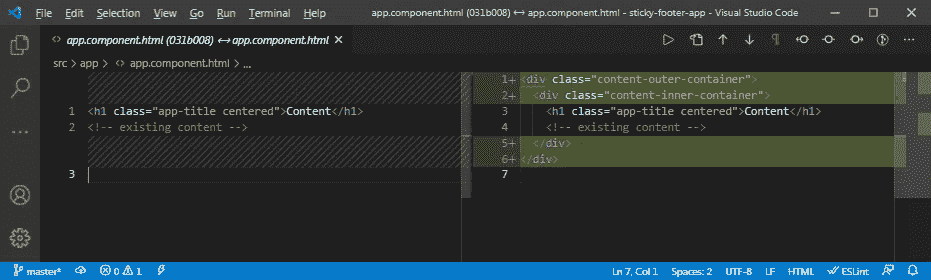 File Edit Selection View Go Run Terminal Help app.component.html (031b008) ↔ app.component.html - sticky-footer-app - Visual Studio Code
<> app.component.html (031b008) ↔ app.component.html ×
src > app > <> app.component.html > ...
1 <h1 class="app-title centered">Content</h1>
2 <!-- existing content -->
3
1+ <div class="content-outer-container">
2+ <div class="content-inner-container">
3 <h1 class="app-title centered">Content</h1>
4 <!-- existing content -->
5+ </div>
6+ </div>
7
master* 0 1 Ln 7, Col 1 Spaces: 2 UTF-8 LF HTML ESLint